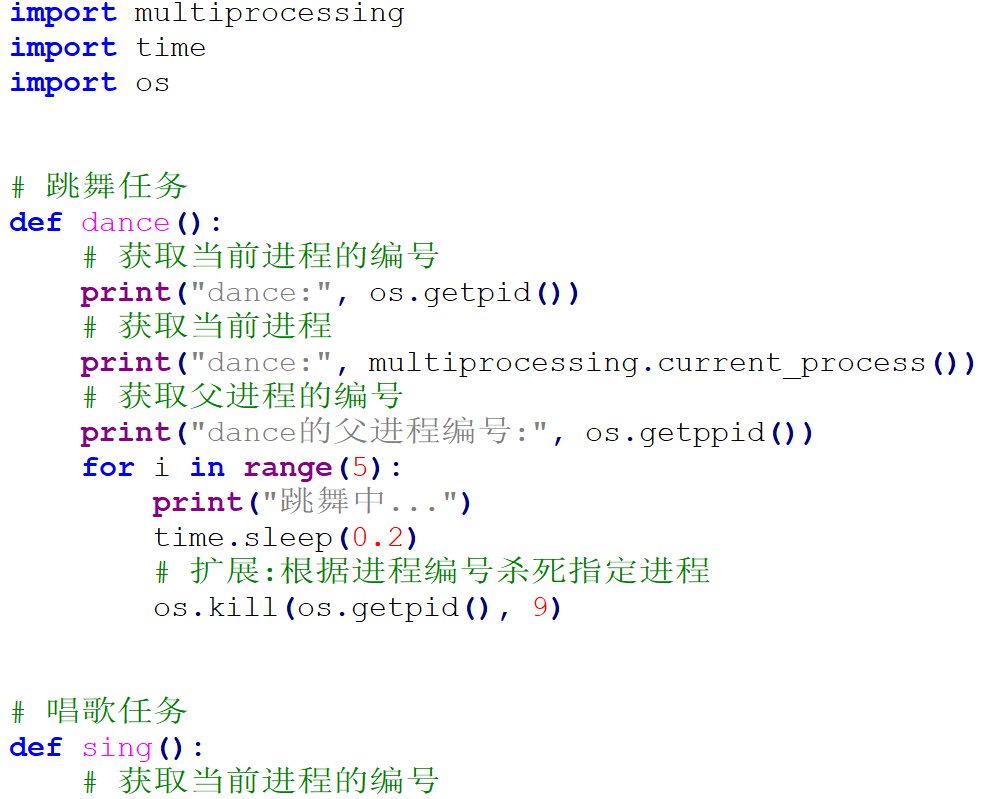 import multiprocessing
import time
import os
# 跳舞任务
def dance():
    # 获取当前进程的编号
    print("dance:", os.getpid())
    # 获取当前进程
    print("dance:", multiprocessing.current_process())
    # 获取父进程的编号
    print("dance的父进程编号:", os.getppid())
    for i in range(5):
        print("跳舞中...")
        time.sleep(0.2)
        # 扩展:根据进程编号杀死指定进程
        os.kill(os.getpid(), 9)
# 唱歌任务
def sing():
    # 获取当前进程的编号